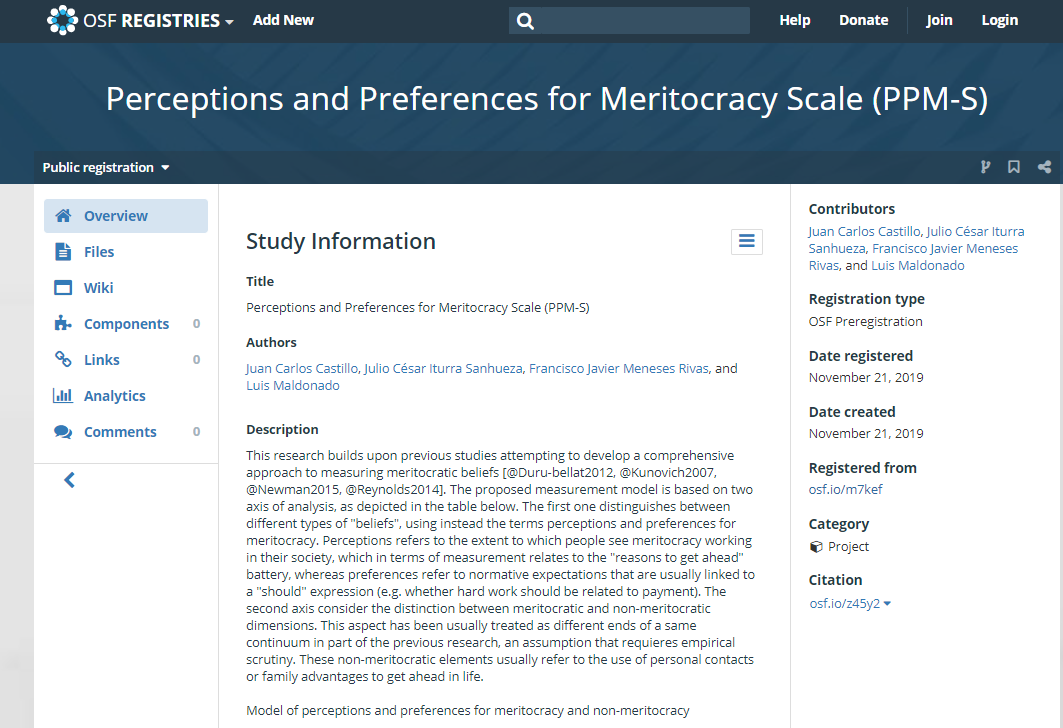 OSF REGISTRIES Add New Help Donate Join Login
Perceptions and Preferences for Meritocracy Scale (PPM-S)
Public registration
Overview
Files
Wiki
Components 0
Links 0
Analytics
Comments 0
Study Information
Title
Perceptions and Preferences for Meritocracy Scale (PPM-S)
Authors
Juan Carlos Castillo, Julio César Iturra Sanhueza, Francisco Javier Meneses Rivas, and
Luis Maldonado
Description
This research builds upon previous studies attempting to develop a comprehensive
approach to measuring meritocratic beliefs [@Duru-bellat2012, @Kunovich2007,
@Newman2015, @Reynolds2014]. The proposed measurement model is based on two
axis of analysis, as depicted in the table below. The first one distinguishes between
different types of "beliefs", using instead the terms perceptions and preferences for
meritocracy. Perceptions refers to the extent to which people see meritocracy working
in their society, which in terms of measurement relates to the "reasons to get ahead"
battery, whereas preferences refer to normative expectations that are usually linked to
a "should" expression (e.g. whether hard work should be related to payment). The
second axis consider the distinction between meritocratic and non-meritocratic
dimensions. This aspect has been usually treated as different ends of a same
continuum in part of the previous research, an assumption that requieres empirical
scrutiny. These non-meritocratic elements usually refer to the use of personal contacts
or family advantages to get ahead in life.
Model of perceptions and preferences for meritocracy and non-meritocracy
Contributors
Juan Carlos Castillo, Julio César Iturra
Sanhueza, Francisco Javier Meneses
Rivas, and Luis Maldonado
Registration type
OSF Preregistration
Date registered
November 21, 2019
Date created
November 21, 2019
Registered from
osf.io/m7kef
Category
Project
Citation
osf.io/z45y2